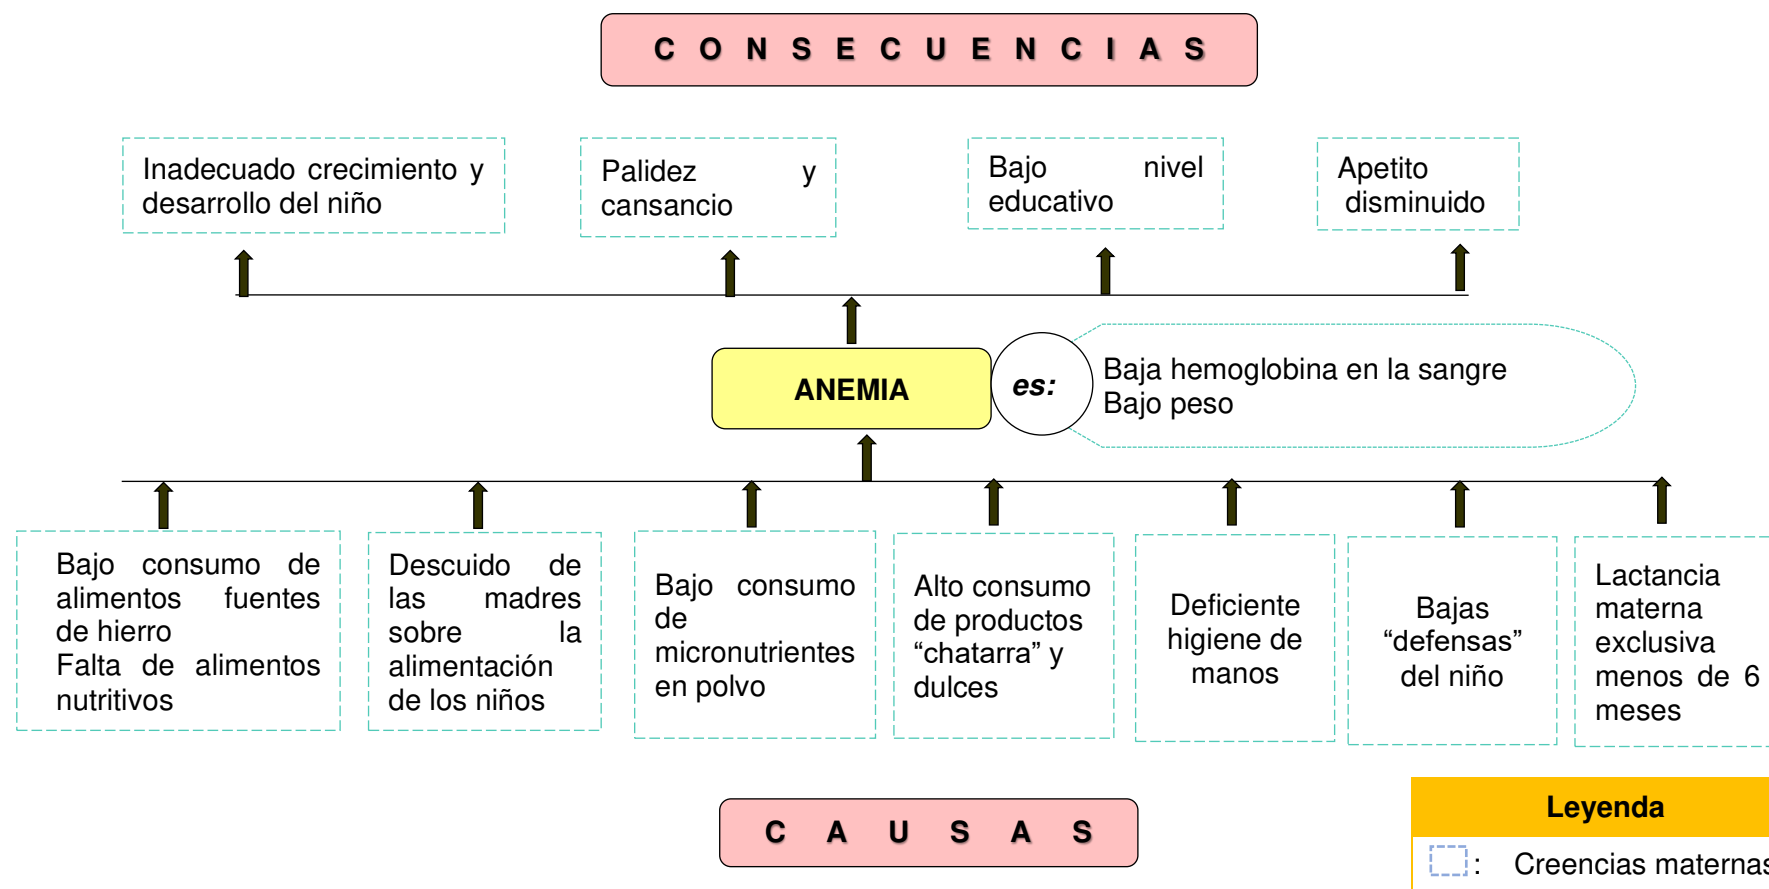 CONSECUENCIAS
Inadecuado crecimiento y
desarrollo del niño
Palidez y
cansancio
Bajo nivel
educativo
Apetito
disminuido
ANEMIA
es:
Baja hemoglobina en la sangre
Bajo peso
Bajo consumo de
alimentos fuentes
de hierro
Falta de alimentos
nutritivos
Descuido de
las madres
sobre la
alimentación
de los niños
Bajo consumo
de
micronutrientes
en polvo
Alto consumo
de productos
“chatarra” y
dulces
Deficiente
higiene de
manos
Bajas
“defensas”
del niño
Lactancia
materna
exclusiva
menos de 6
meses
CAUSAS
Leyenda
: Creencias maternas